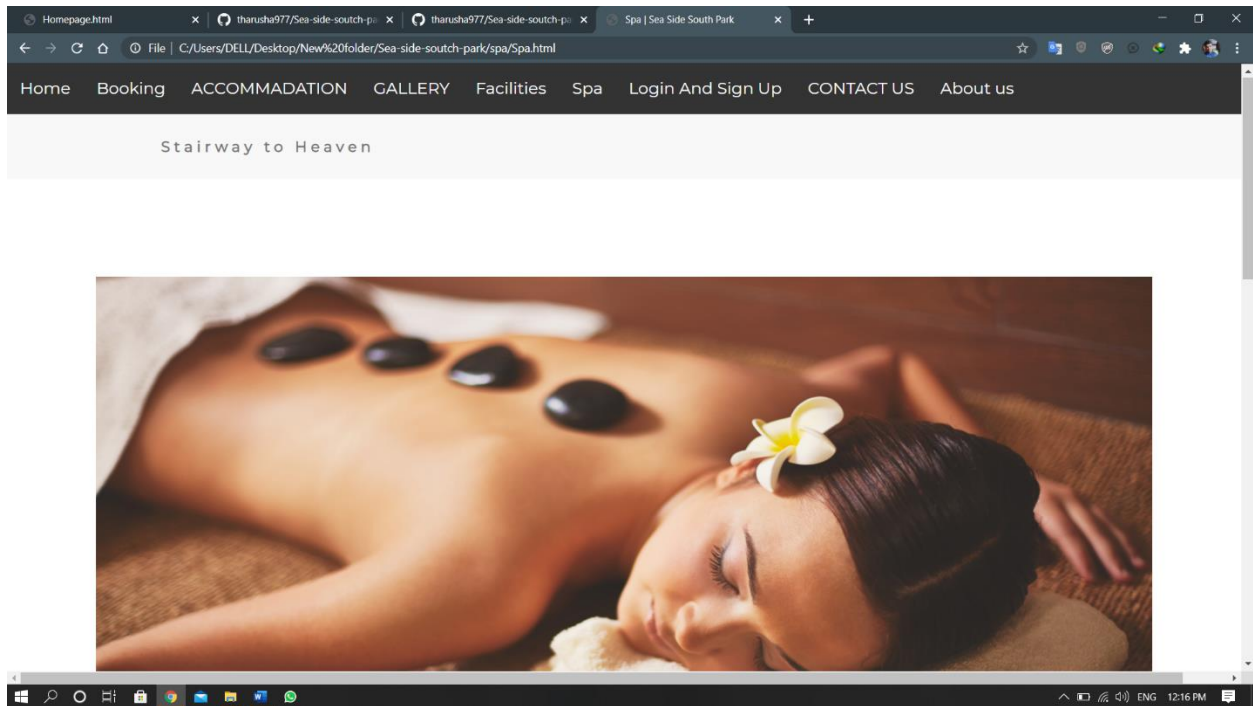 Homepage.html
tharusha977/Sea-side-soutch-pa
tharusha977/Sea-side-soutch-pa
Spa | Sea Side South Park
File | C:/Users/DELL/Desktop/New%20folder/Sea-side-soutch-park/spa/Spa.html
Home Booking ACCOMMADATION GALLERY Facilities Spa Login And Sign Up CONTACT US About us
Stairway to Heaven
ENG 12:16 PM